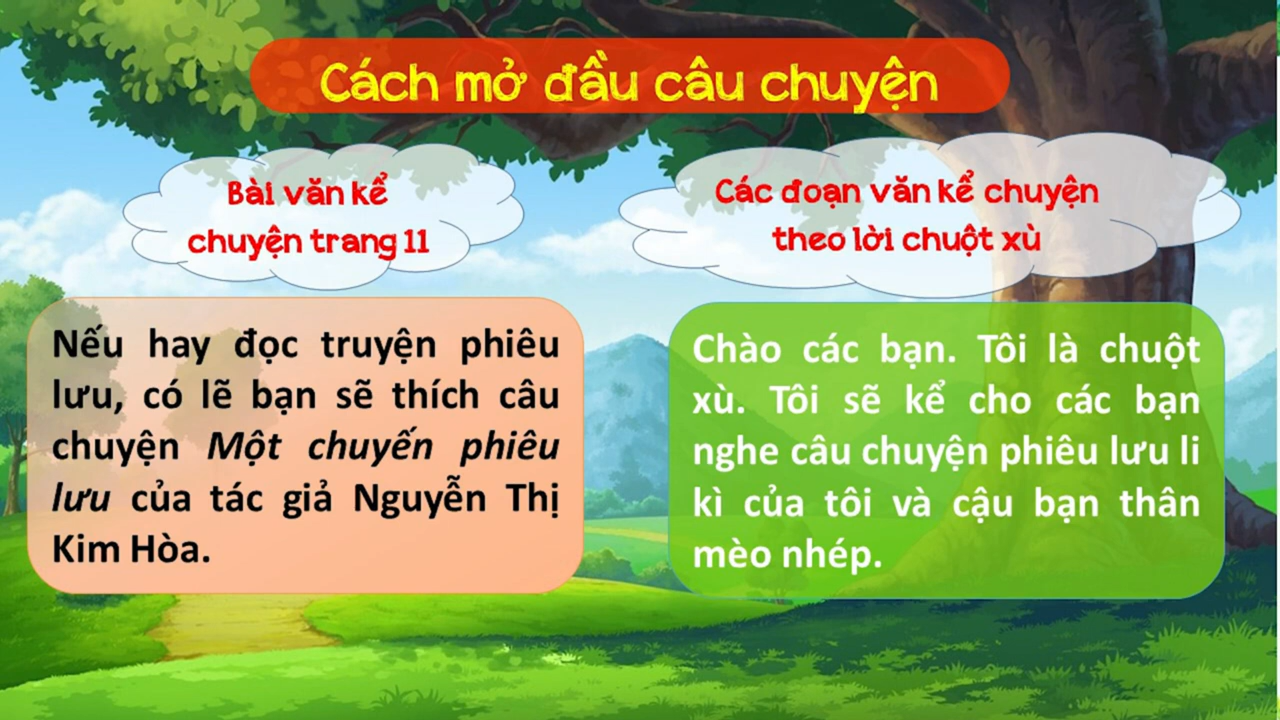 Cách mở đầu câu chuyện
Bài văn kể
chuyện trang 11
Các đoạn văn kể chuyện
theo lời chuột xù
Nếu hay đọc truyện phiêu
lưu, có lẽ bạn sẽ thích câu
chuyện Một chuyến phiêu
lưu của tác giả Nguyễn Thị
Kim Hòa.
Chào các bạn. Tôi là chuột
xù. Tôi sẽ kể cho các bạn
nghe câu chuyện phiêu lưu li
kì của tôi và cậu bạn thân
mèo nhép.